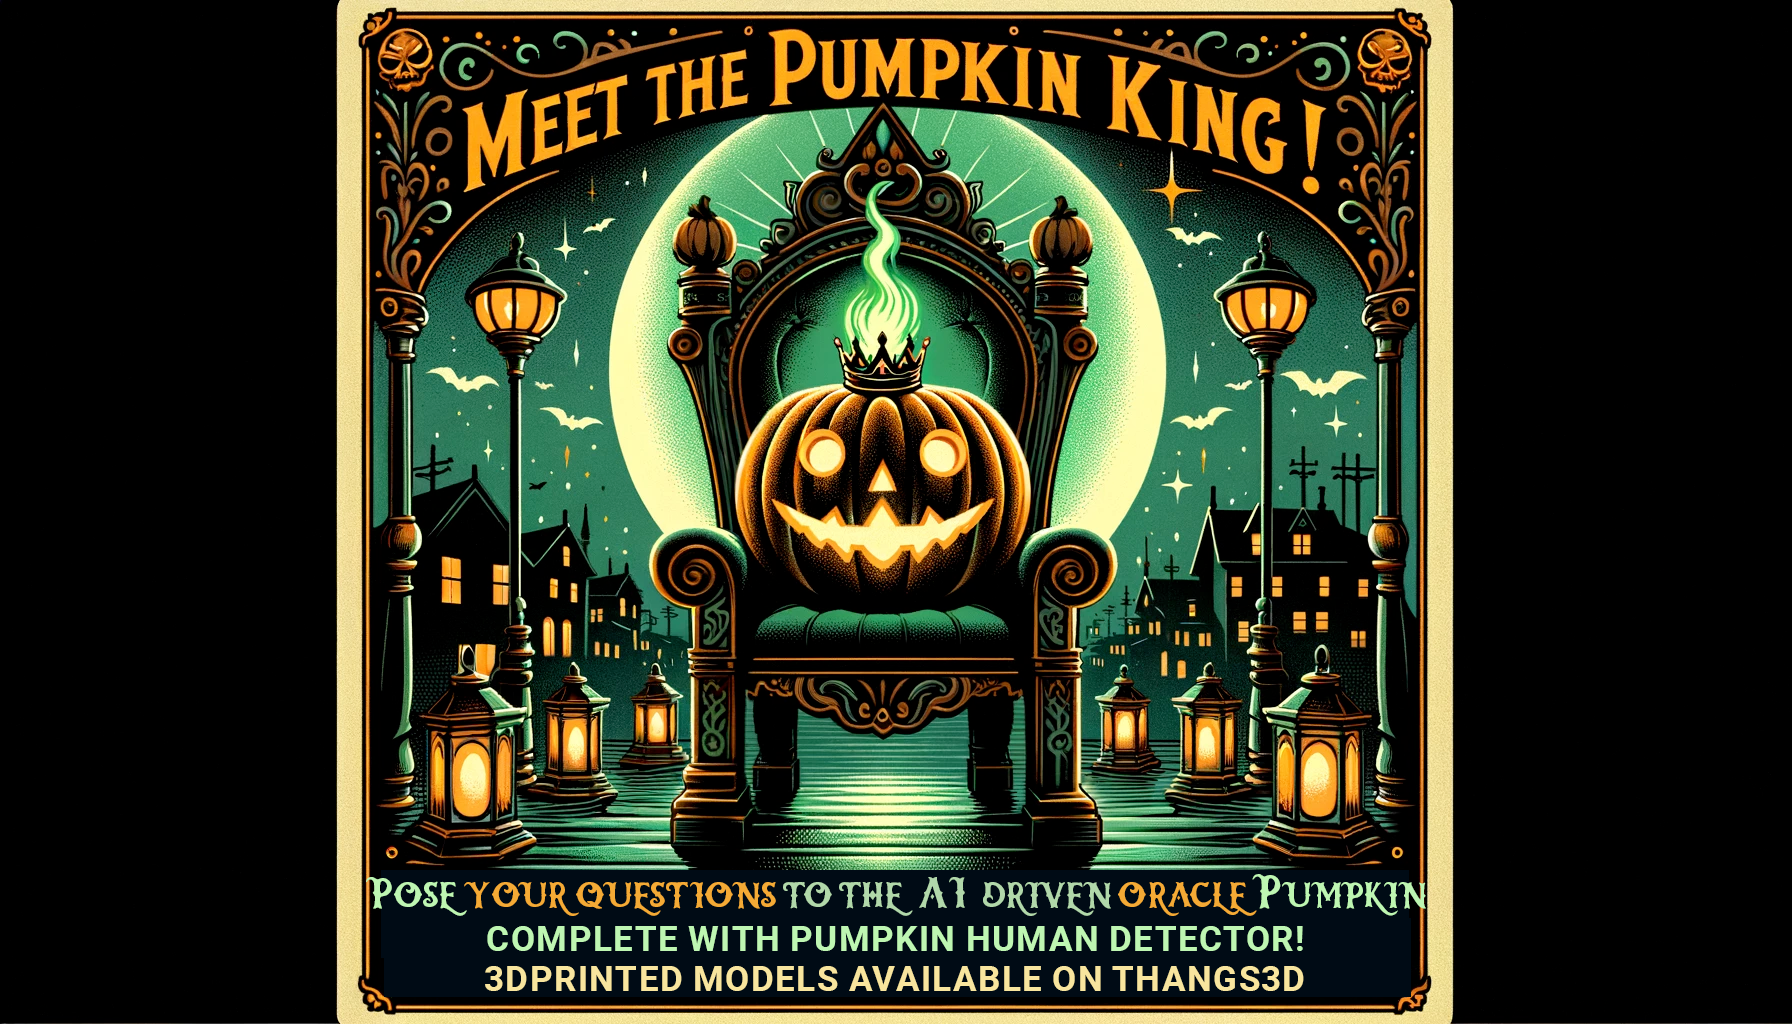 MEET THE PUMPKIN KING!
POSE YOUR QUESTIONS TO THE AI DRIVEN ORACLE PUMPKIN
COMPLETE WITH PUMPKIN HUMAN DETECTOR!
3DPRINTED MODELS AVAILABLE ON THANGS3D